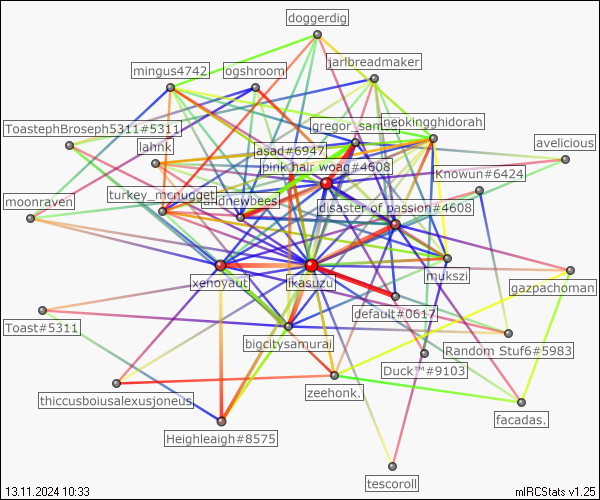 doggerdig
jarlbreadmaker
mingus4742
ogshroom
gregor_samsa
neokingghidorah
ToastephBroseph5311#5311
lahnk
asad#6947
avelicious
pink hair woag#4608
Knowun#6424
turkey_mcnugget
andnewbees
disaster of passion#4608
moonraven
xenoyaut
ikasuzu
mukszi
gazpachoman
default#0617
Toast#5311
bigcitysamurai
Random Stuf6#5983
Duck™#9103
thiccusboiusalexusjoneus
zeehonk.
facadas.
Heighleaigh#8575
tescoroll
13.11.2024 10:33
mIRCStats v1.25